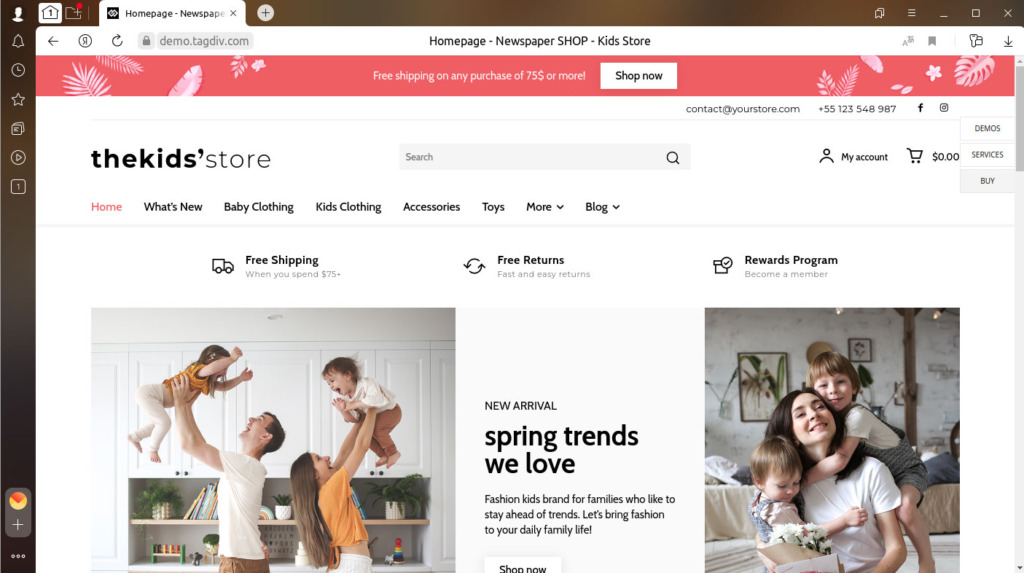 1
Homepage - Newspape
demo.tagdiv.com
Homepage - Newspaper SHOP - Kids Store
Free shipping on any purchase of 75$ or more!
Shop now
contact@yourstore.com
+55 123 548 987
DEMOS
SERVICES
BUY
thekids'store
Search
My account
$0.00
Home
What's New
Baby Clothing
Kids Clothing
Accessories
Toys
More
Blog
1
Free Shipping
When you spend $75+
Free Returns
Fast and easy returns
Rewards Program
Become a member
NEW ARRIVAL
spring trends
we love
Fashion kids brand for families who like to
stay ahead of trends. Let's bring fashion
to your daily family life!
Shop now